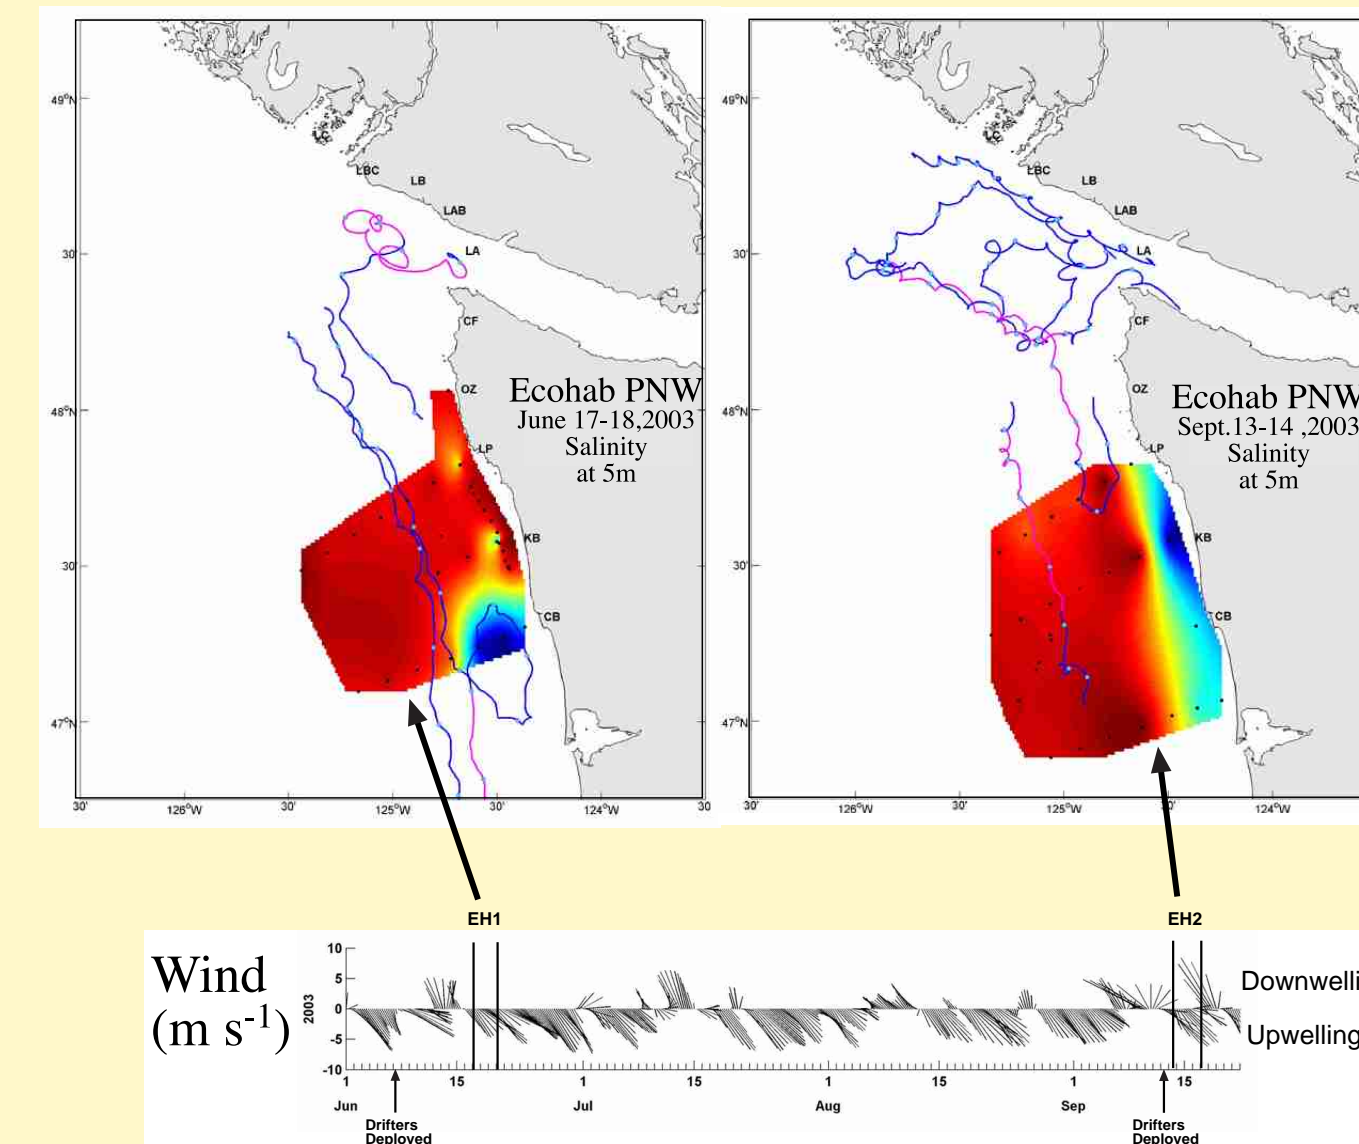 49°N
LC
LBC
LB
LAB
LA
30'
CF
OZ
48°N
LP
KB
30'
CB
47°N
30'
126°W
30'
125°W
30'
124°W
30'
Ecohab PNW
June 17-18,2003
Salinity
at 5m
49°N
LC
LBC
LB
LAB
LA
30'
CF
OZ
48°N
LP
KB
30'
CB
47°N
30'
126°W
30'
125°W
30'
124°W
Ecohab PNW
Sept.13-14 ,2003
Salinity
at 5m
EH1
EH2
Wind
(m s-1)
2003
10
5
0
-5
-10
Downwelli
Upwelling
1
15
1
15
1
15
1
15
Jun
Jul
Aug
Sep
Drifters
Deployed
Drifters
Deployed